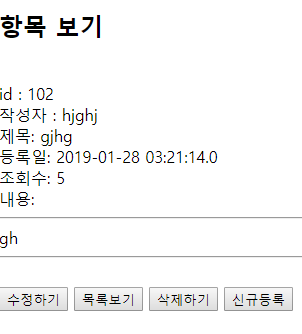 항목 보기
id : 102
작성자 : hjghj
제목: gjhg
등록일: 2019-01-28 03:21:14.0
조회수: 5
내용:
gh
수정하기 목록보기 삭제하기 신규등록